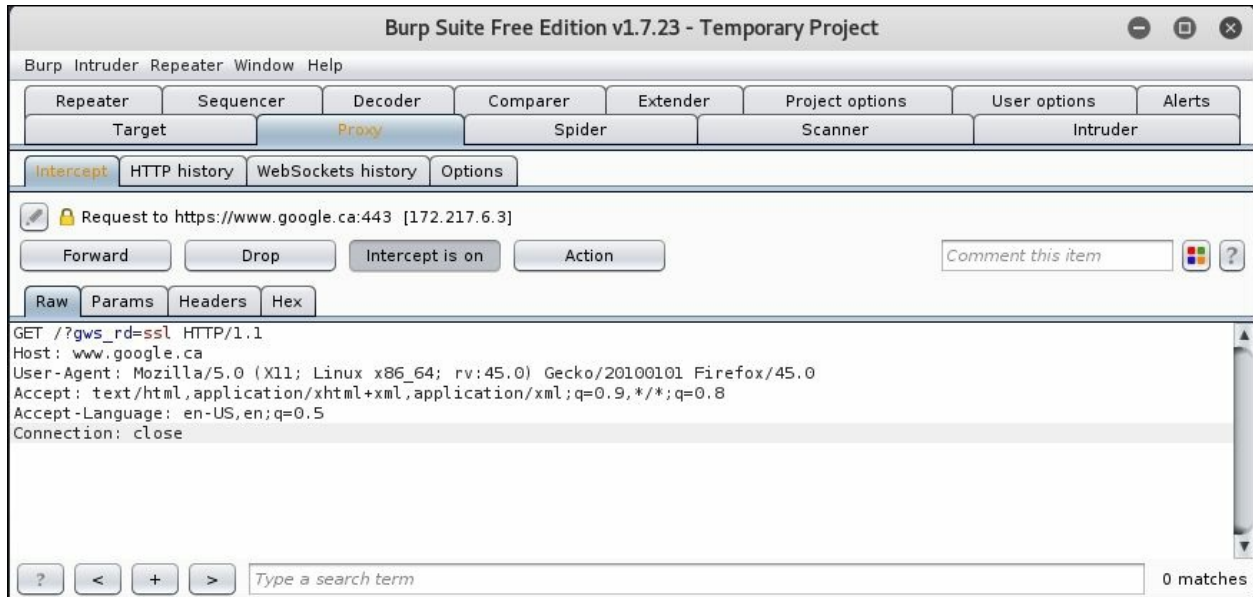 Burp Suite Free Edition v1.7.23 - Temporary Project
Burp Intruder Repeater Window Help
Repeater Sequencer Decoder Comparer Extender Project options User options Alerts
Target Proxy Spider Scanner Intruder
Intercept HTTP history WebSockets history Options
Request to https://www.google.ca:443 [172.217.6.3]
Forward Drop Intercept is on Action Comment this item ?
Raw Params Headers Hex
GET /?gws_rd=ssl HTTP/1.1
Host: www.google.ca
User-Agent: Mozilla/5.0 (X11; Linux x86_64; rv:45.0) Gecko/20100101 Firefox/45.0
Accept: text/html,application/xhtml+xml,application/xml;q=0.9,*/*;q=0.8
Accept-Language: en-US,en;q=0.5
Connection: close
? < + > Type a search term 0 matches